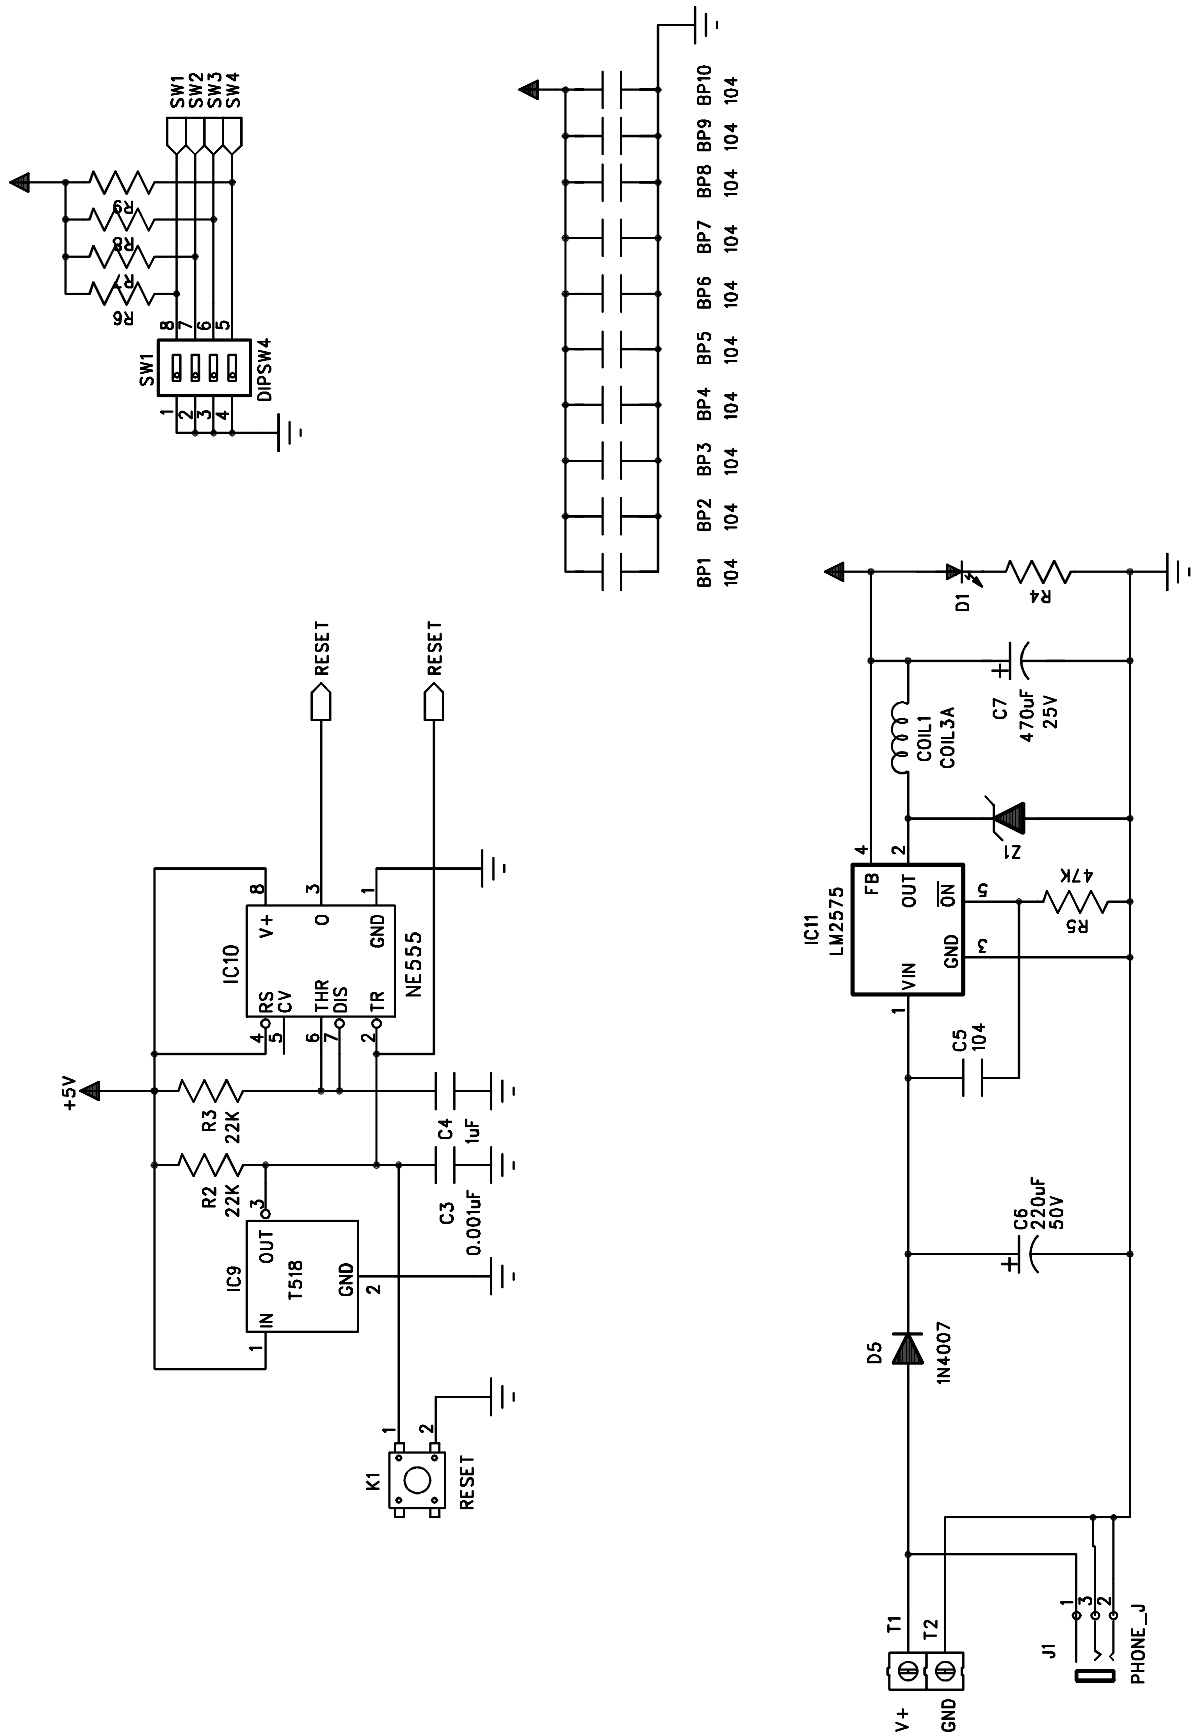 SW1
SW2
SW3
SW4
R9
R8
R7
R6
8
7
6
5
SW1
DIPSW4
1
2
3
4
BP1
104
BP2
104
BP3
104
BP4
104
BP5
104
BP6
104
BP7
104
BP8
104
BP9
104
BP10
104
RESET
RESET
+5V
R3
22K
R2
22K
IC10
NE555
V+
O
GND
RS
CV
THR
DIS
TR
8
3
1
4
5
6
7
2
C4
1uF
C3
0.001uF
IC9
T518
IN
OUT
GND
1
3
2
K1
1
2
RESET
D1
R4
C7
470uF
25V
COIL1
COIL3A
Z1
IC11
LM2575
FB
OUT
ON
GND
VIN
4
2
5
3
1
R5
47K
C5
104
C6
220uF
50V
D5
1N4007
T1
T2
V+
GND
J1
1
3
2
PHONE_J